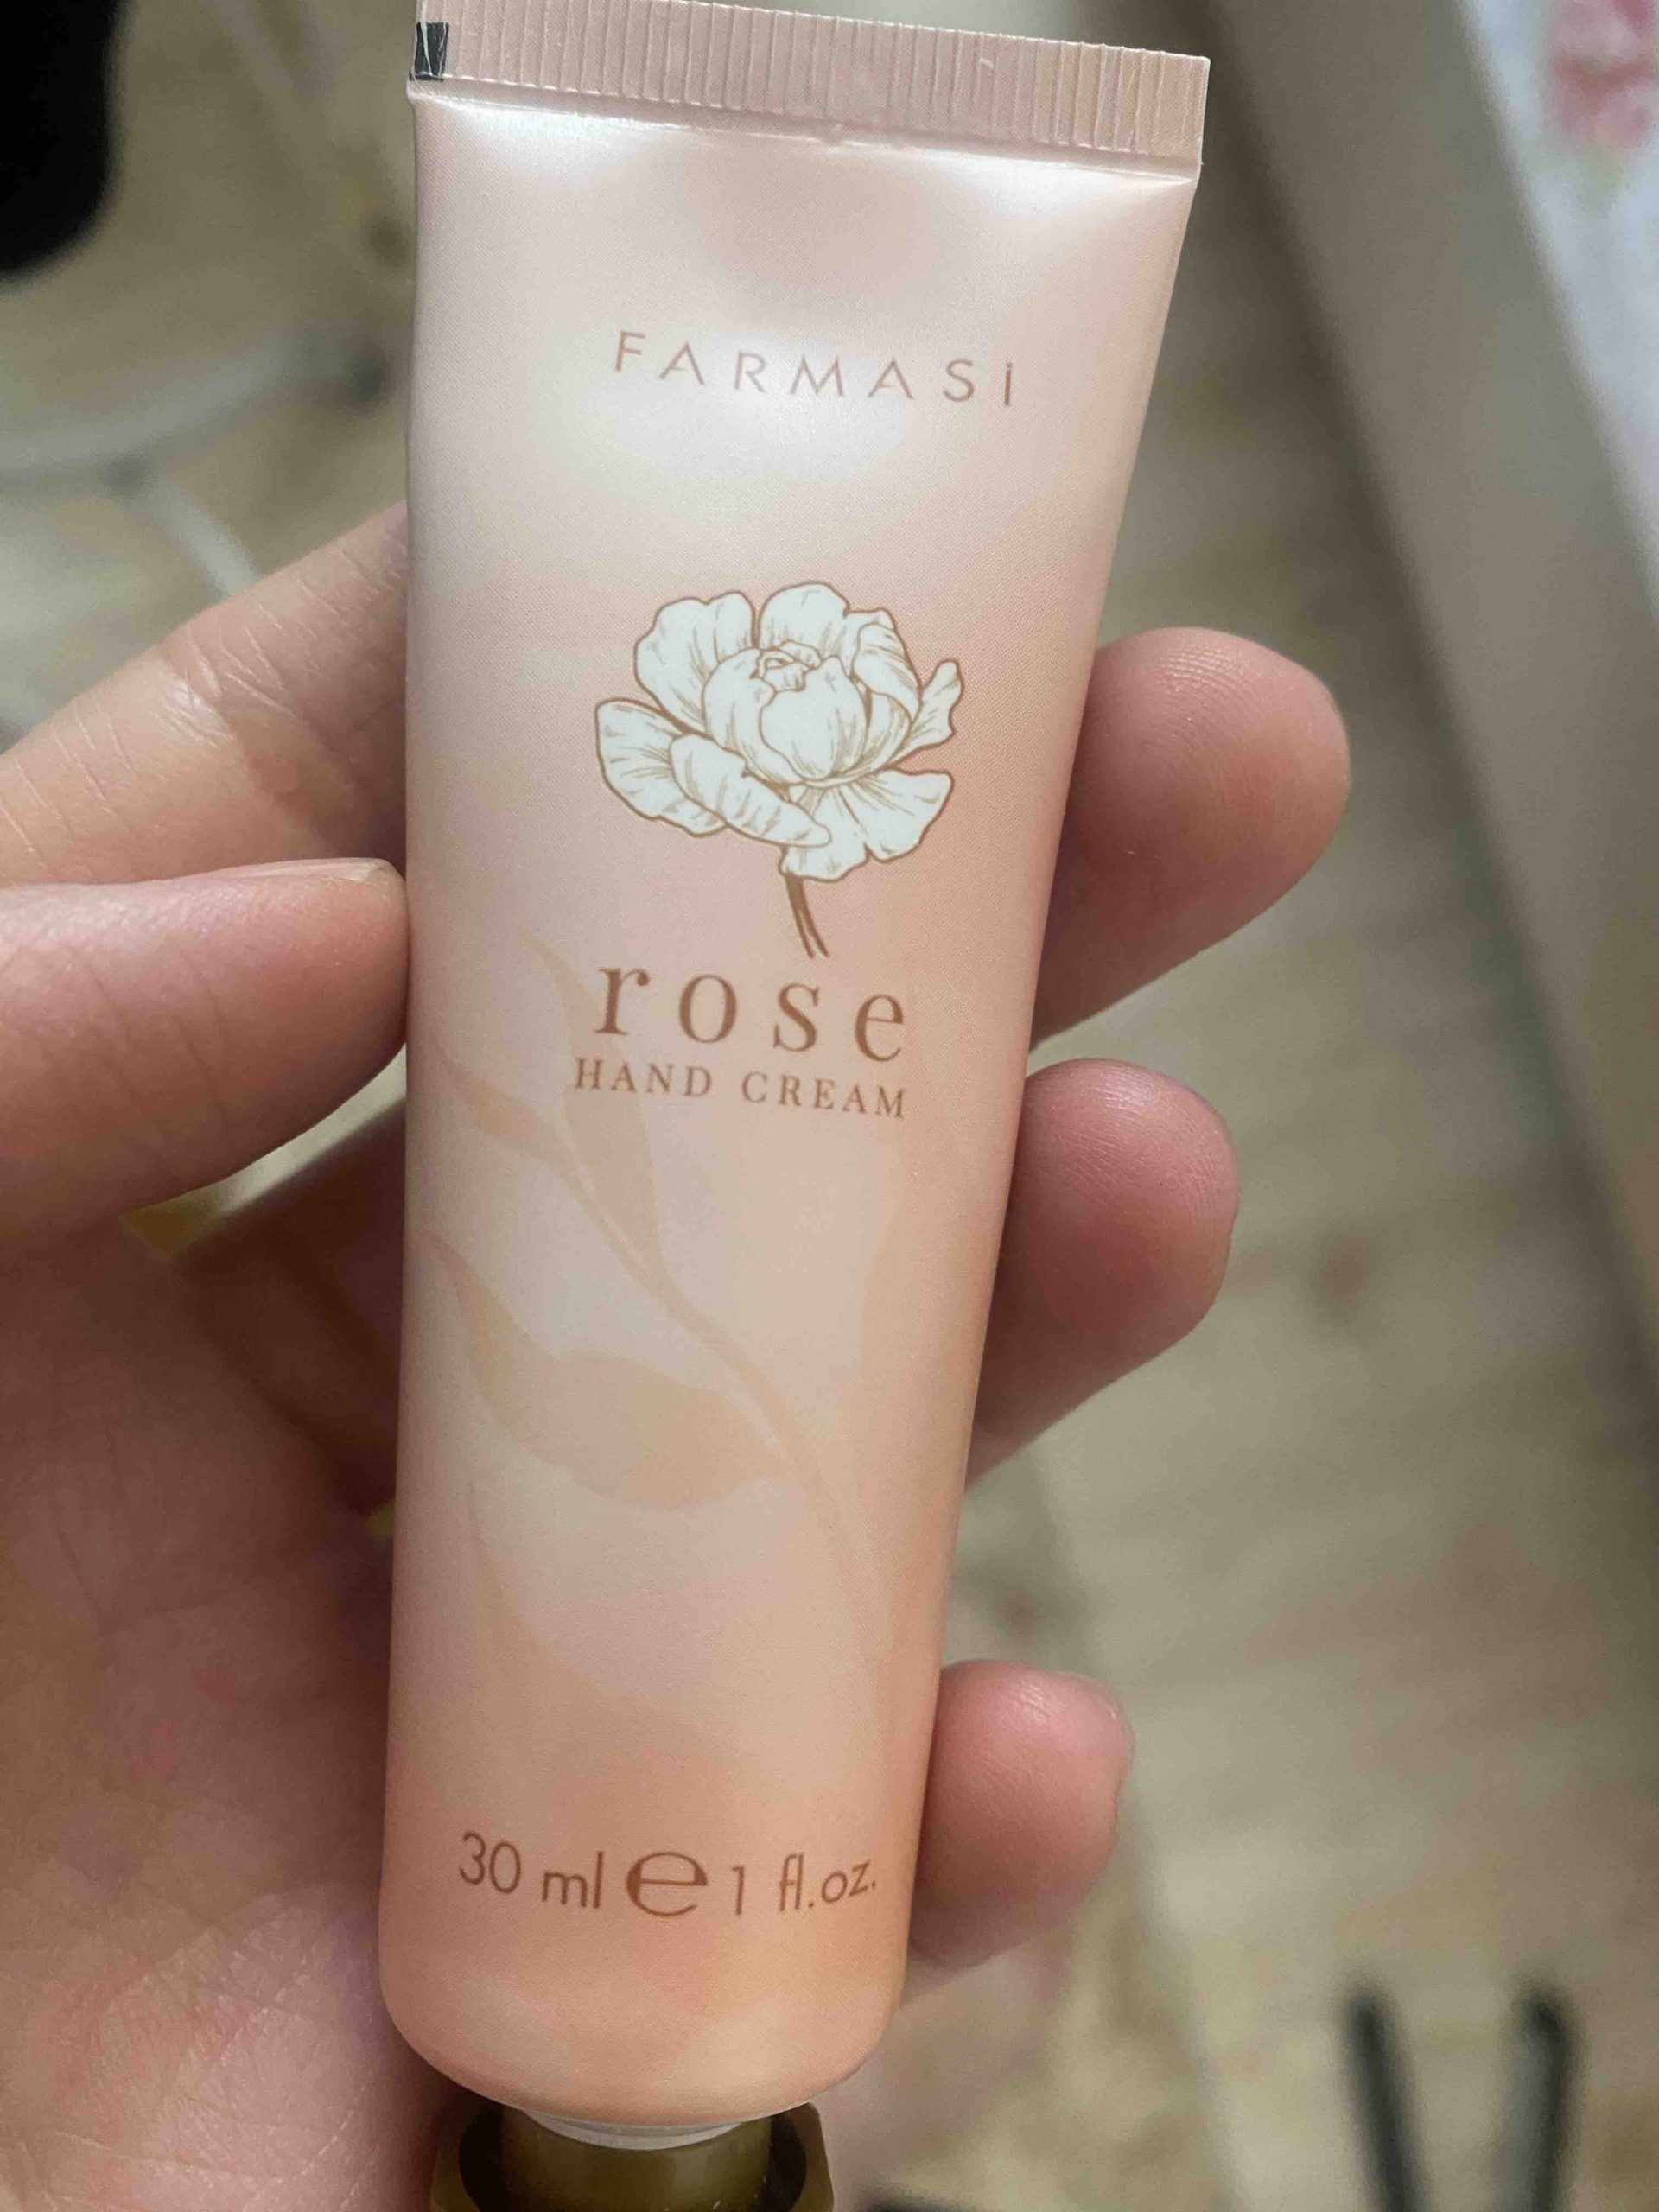 FARMASİ
rose
HAND CREAM
30 ml ℮ 1 fl.oz.